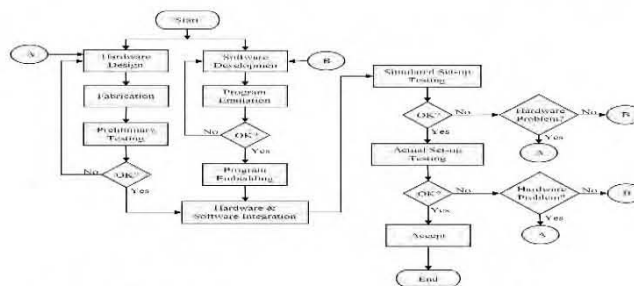 Start
A
Hardware
Design
Software
Development
B
Fabrication
Program
Emulation
Preliminary
Testing
OK?
No
Yes
OK?
No
Yes
Program
Embedding
Hardware &
Software Integration
Simulated Set-up
Testing
OK?
No
Yes
Hardware
Problem?
No
B
Yes
A
Actual Set-up
Testing
OK?
No
Yes
Hardware
Problem?
No
B
Yes
A
Accept
End